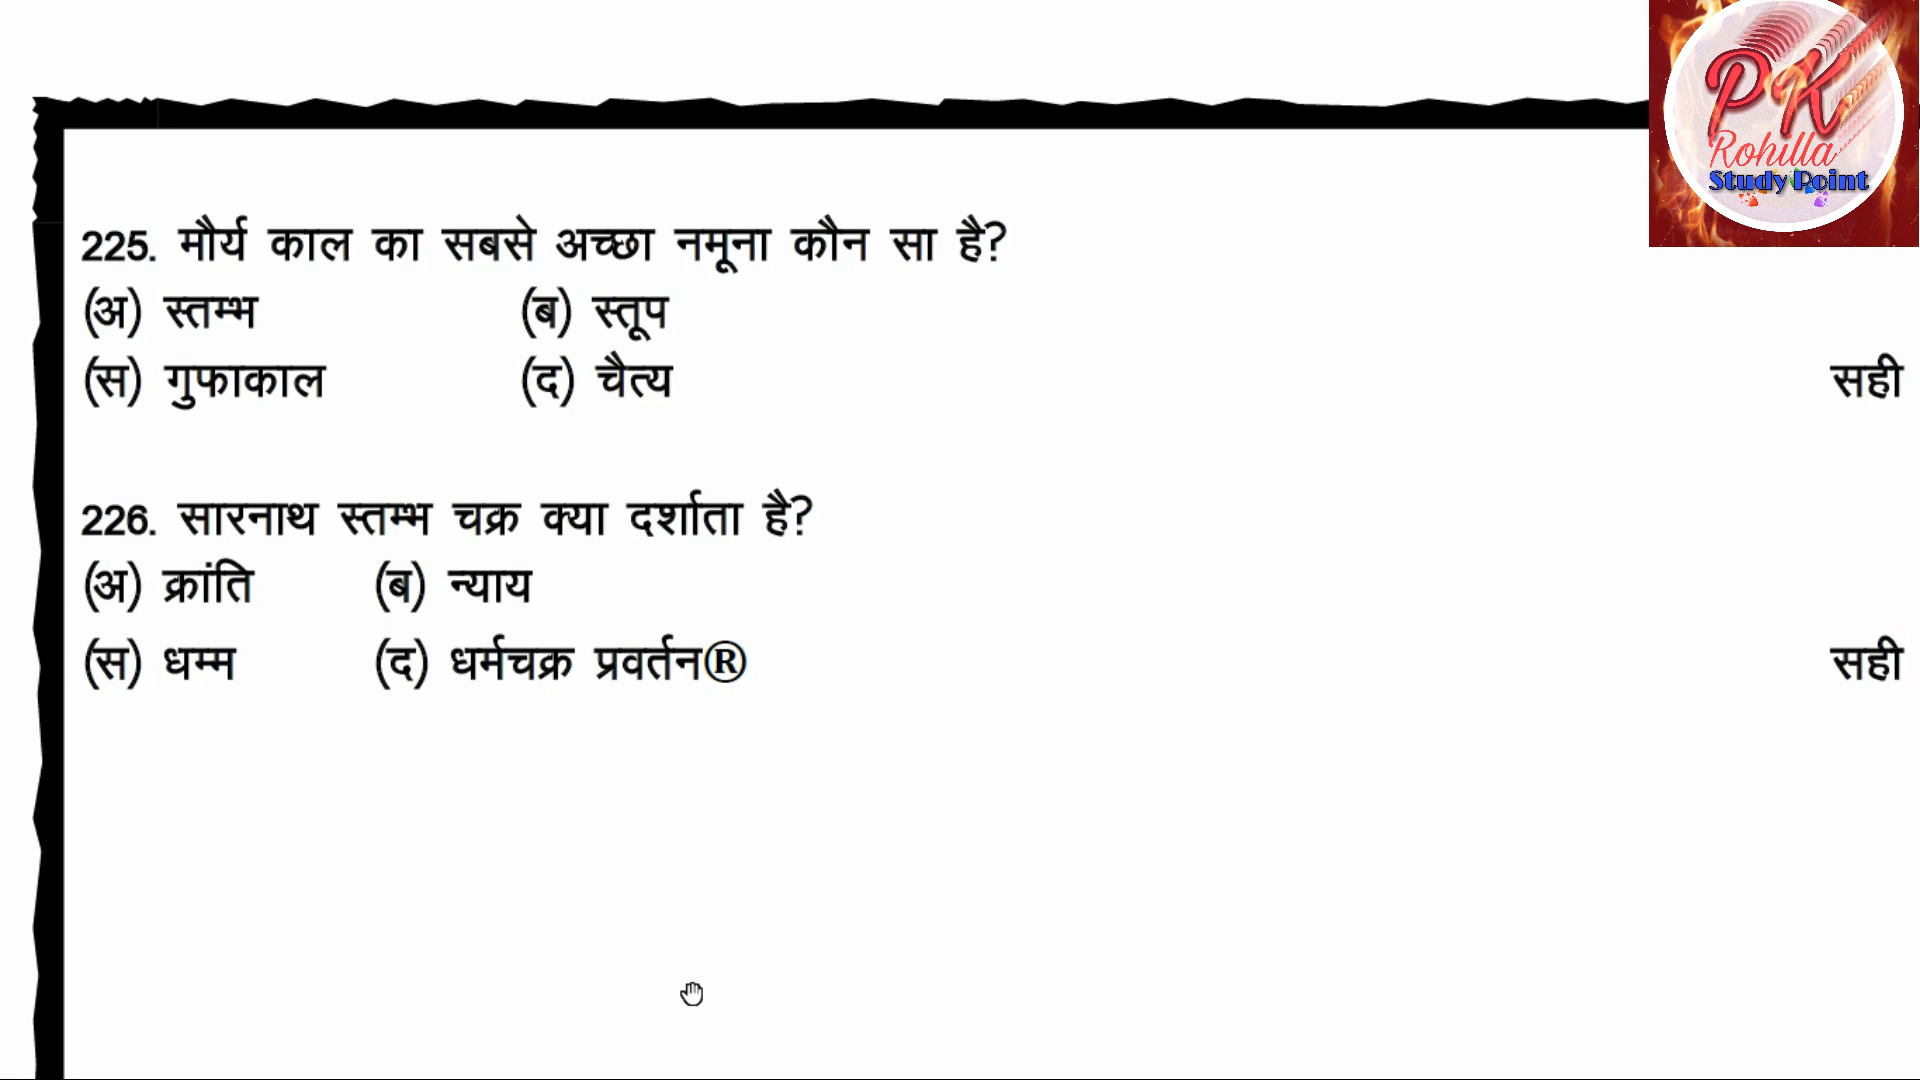 PK
Rohilla
Study Point
225. मौर्य काल का सबसे अच्छा नमूना कौन सा है?
(अ) स्तम्भ (ब) स्तूप
(स) गुफाकाल (द) चैत्य सही
226. सारनाथ स्तम्भ चक्र क्या दर्शाता है?
(अ) क्रांति (ब) न्याय
(स) धम्म (द) धर्मचक्र प्रवर्तन® सही